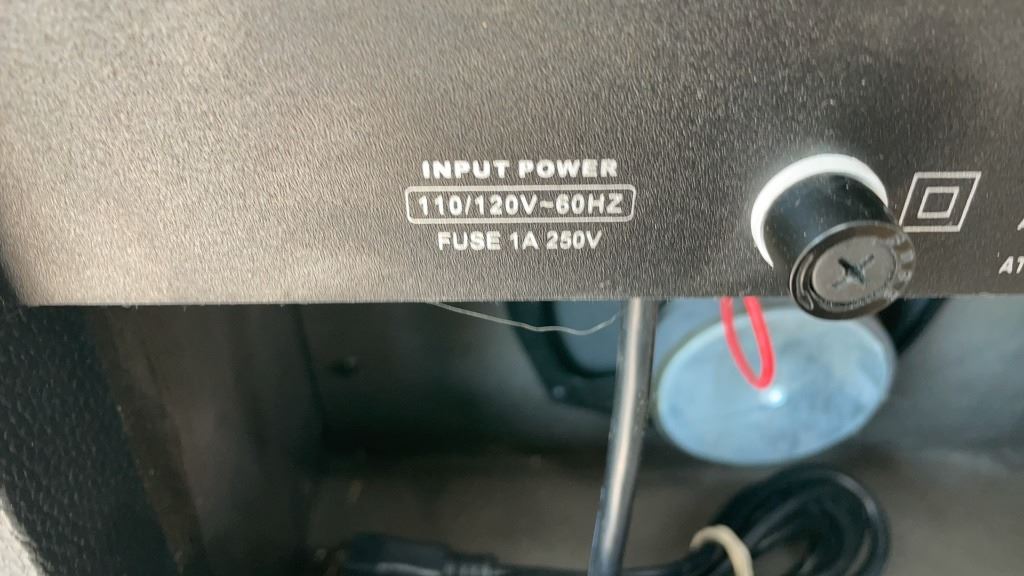 INPUT POWER
110/120V~60HZ
FUSE 1A 250V